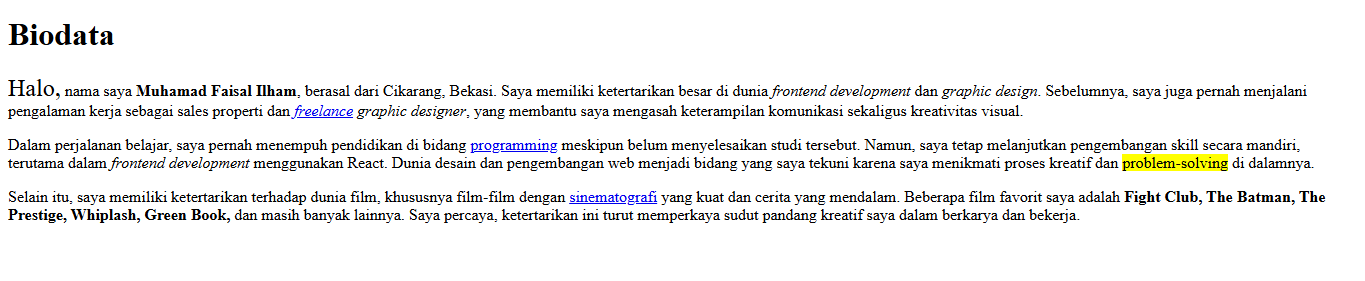 Biodata
Halo, nama saya Muhamad Faisal Ilham, berasal dari Cikarang, Bekasi. Saya memiliki ketertarikan besar di dunia frontend development dan graphic design. Sebelumnya, saya juga pernah menjalani
pengalaman kerja sebagai sales properti dan freelance graphic designer, yang membantu saya mengasah keterampilan komunikasi sekaligus kreativitas visual.
Dalam perjalanan belajar, saya pernah menempuh pendidikan di bidang programming meskipun belum menyelesaikan studi tersebut. Namun, saya tetap melanjutkan pengembangan skill secara mandiri,
terutama dalam frontend development menggunakan React. Dunia desain dan pengembangan web menjadi bidang yang saya tekuni karena saya menikmati proses kreatif dan problem-solving di dalamnya.
Selain itu, saya memiliki ketertarikan terhadap dunia film, khususnya film-film dengan sinematografi yang kuat dan cerita yang mendalam. Beberapa film favorit saya adalah Fight Club, The Batman, The
Prestige, Whiplash, Green Book, dan masih banyak lainnya. Saya percaya, ketertarikan ini turut memperkaya sudut pandang kreatif saya dalam berkarya dan bekerja.